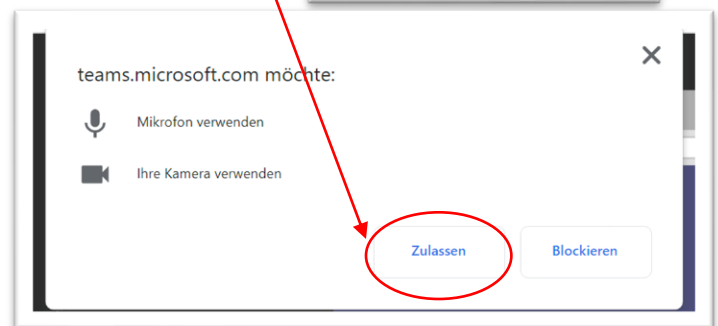 teams.microsoft.com möchte:
Mikrofon verwenden
Ihre Kamera verwenden
Zulassen
Blockieren